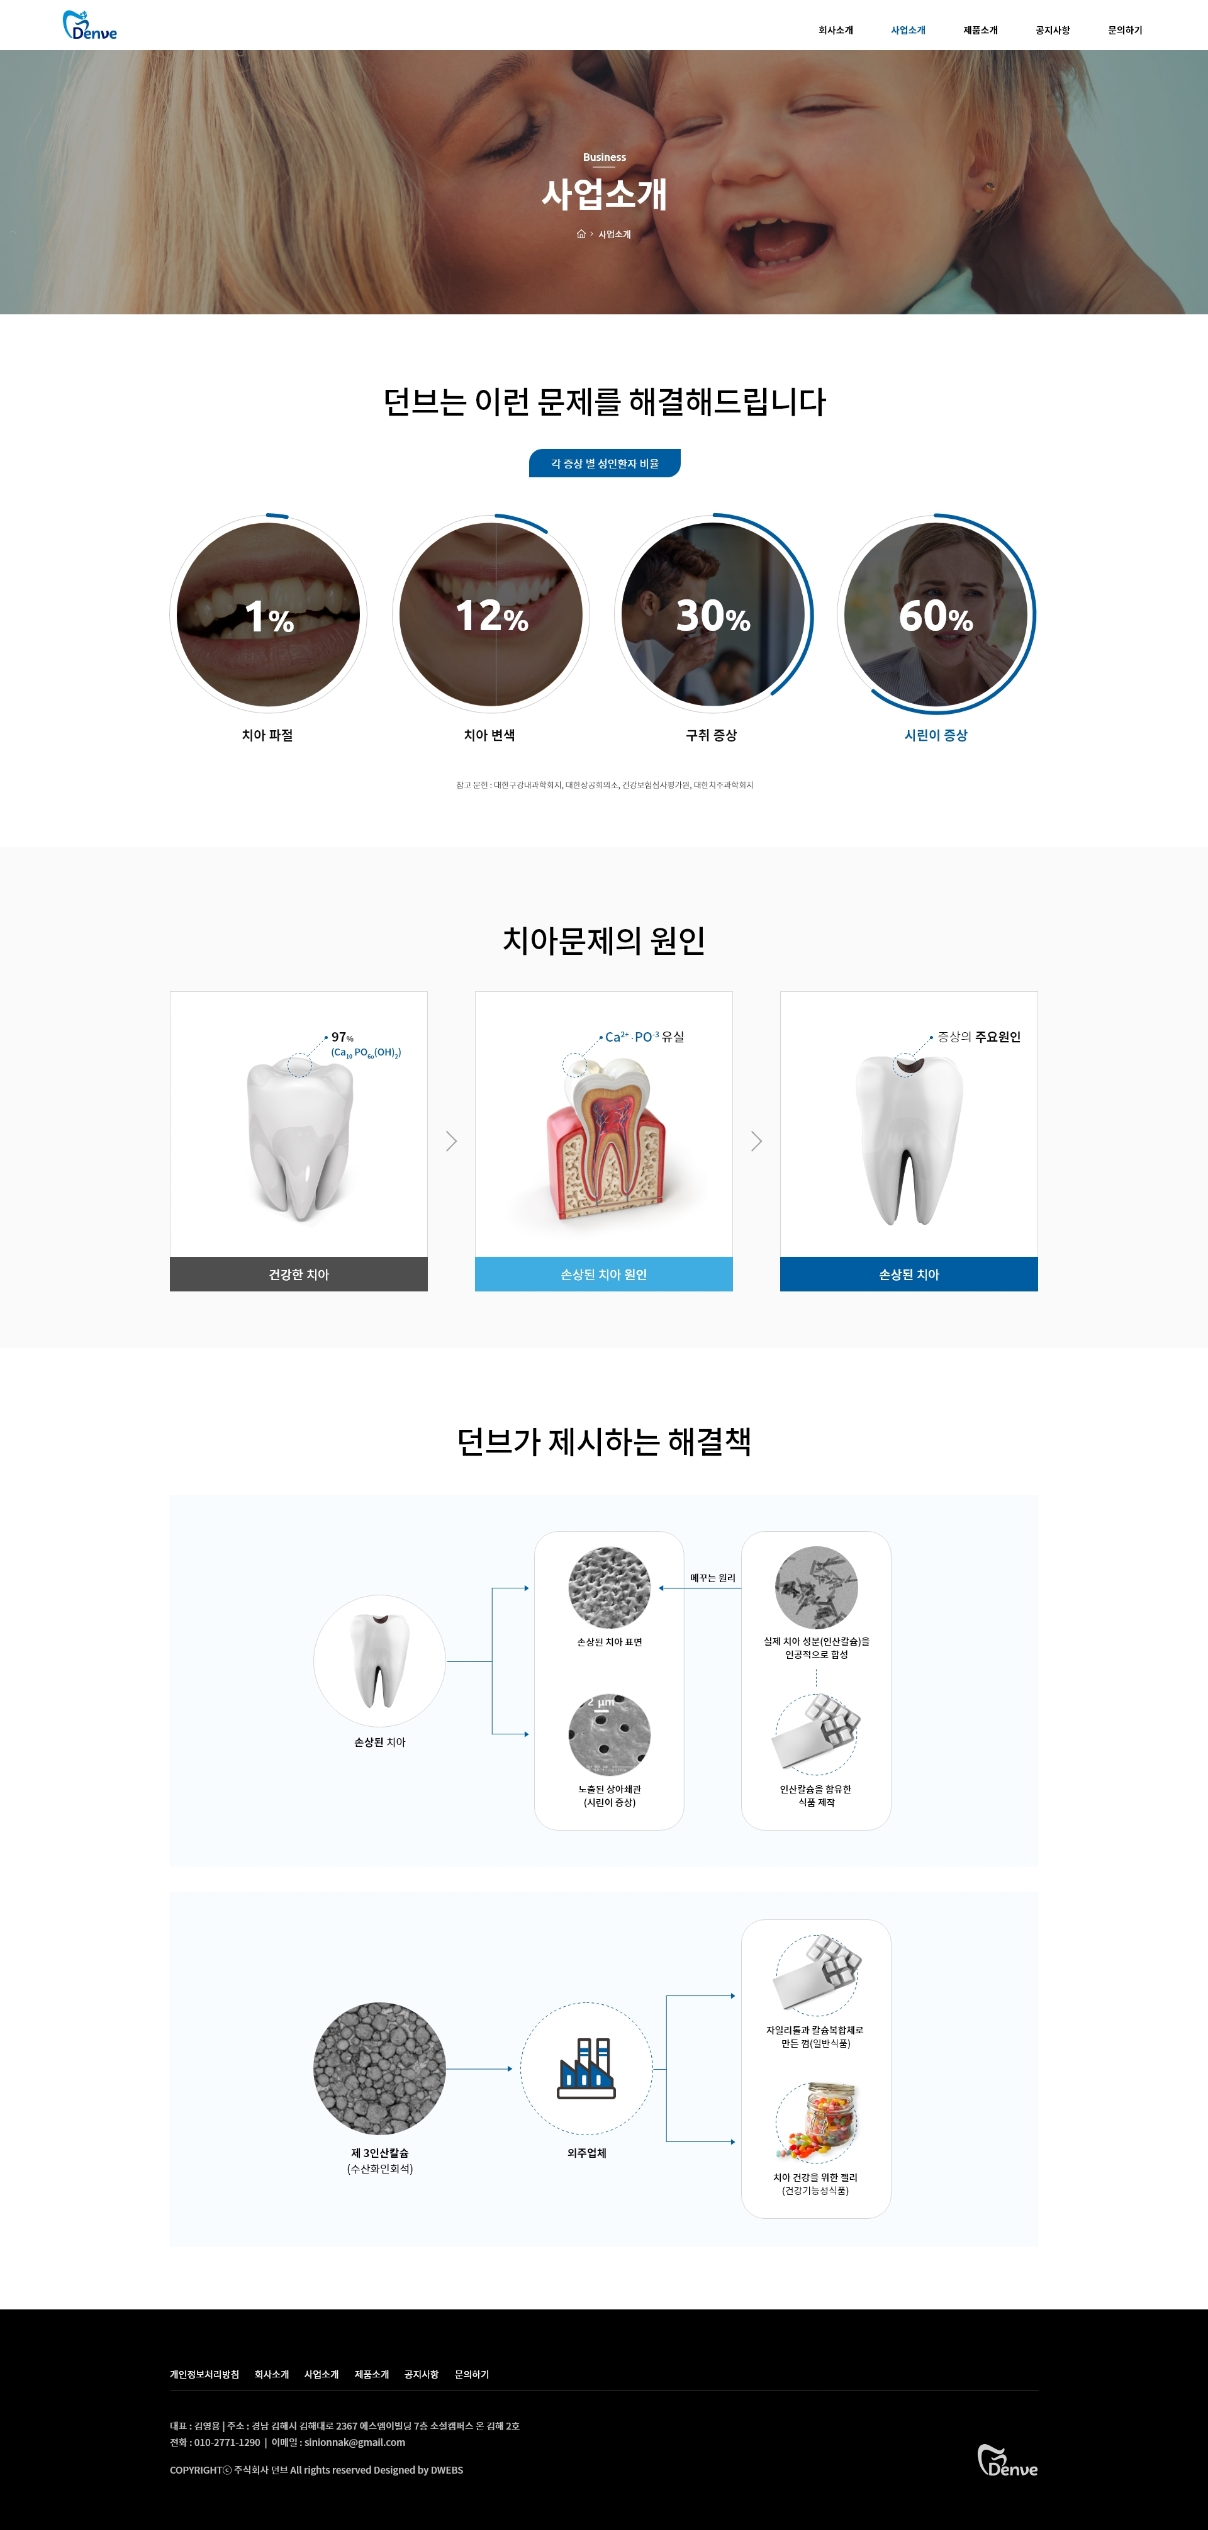 Denve
회사소개
사업소개
제품소개
공지사항
문의하기
Business
사업소개
사업소개
던브는 이런 문제를 해결해드립니다
각 증상 별 성인환자 비율
1%
12%
30%
60%
치아 파절
치아 변색
구취 증상
시린이 증상
참고 문헌 : 대한구강내과학회지, 대한상공회의소, 건강보험심사평가원, 대한치주과학회지
치아문제의 원인
97%
(Ca10 PO6o(OH)2)
건강한 치아
Ca2+ · PO-3 유실
손상된 치아 원인
증상의 주요원인
손상된 치아
던브가 제시하는 해결책
손상된 치아
손상된 치아 표면
2 µm
노출된 상아쇄관
(시린이 증상)
메꾸는 원리
실제 치아 성분(인산칼슘)을
인공적으로 합성
인산칼슘을 함유한
식품 제작
제 3인산칼슘
(수산화인회석)
외주업체
자일리톨과 칼슘복합체로
만든 껌(일반식품)
치아 건강을 위한 젤리
(건강기능성식품)
개인정보처리방침 회사소개 사업소개 제품소개 공지사항 문의하기
대표 : 김영용 | 주소 : 경남 김해시 김해대로 2367 에스엠이빌딩 7층 소셜캠퍼스 온 김해 2호
전화 : 010-2771-1290 | 이메일 : sinionnak@gmail.com
COPYRIGHTⓒ 주식회사 던브 All rights reserved Designed by DWEBS
Denve